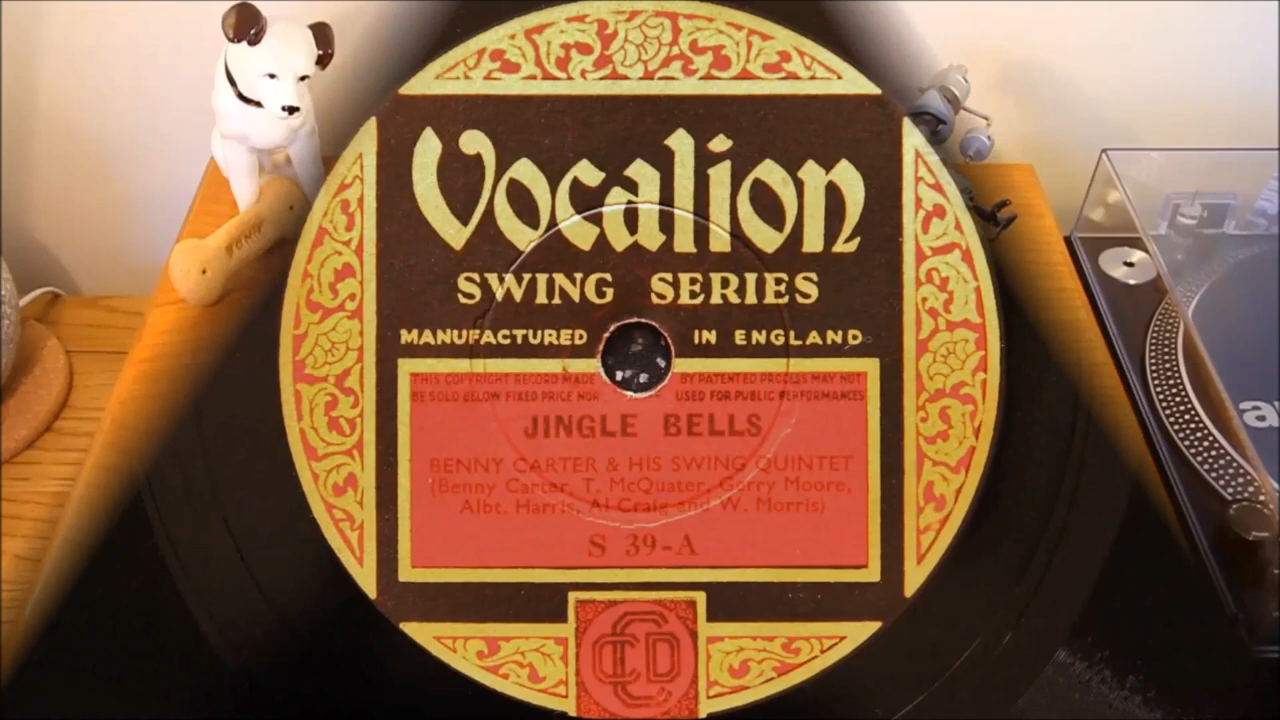 Vocalion
SWING SERIES
MANUFACTURED IN ENGLAND
THIS COPYRIGHT RECORD MADE BY PATENTED PROCESS MAY NOT
BE SOLD BELOW FIXED PRICE NOR USED FOR PUBLIC PERFORMANCES
JINGLE BELLS
BENNY CARTER & HIS SWING QUINTET
(Benny Carter, T. McQuater, Gerry Moore,
Albt. Harris, Al Craig and W. Morris)
S 39-A